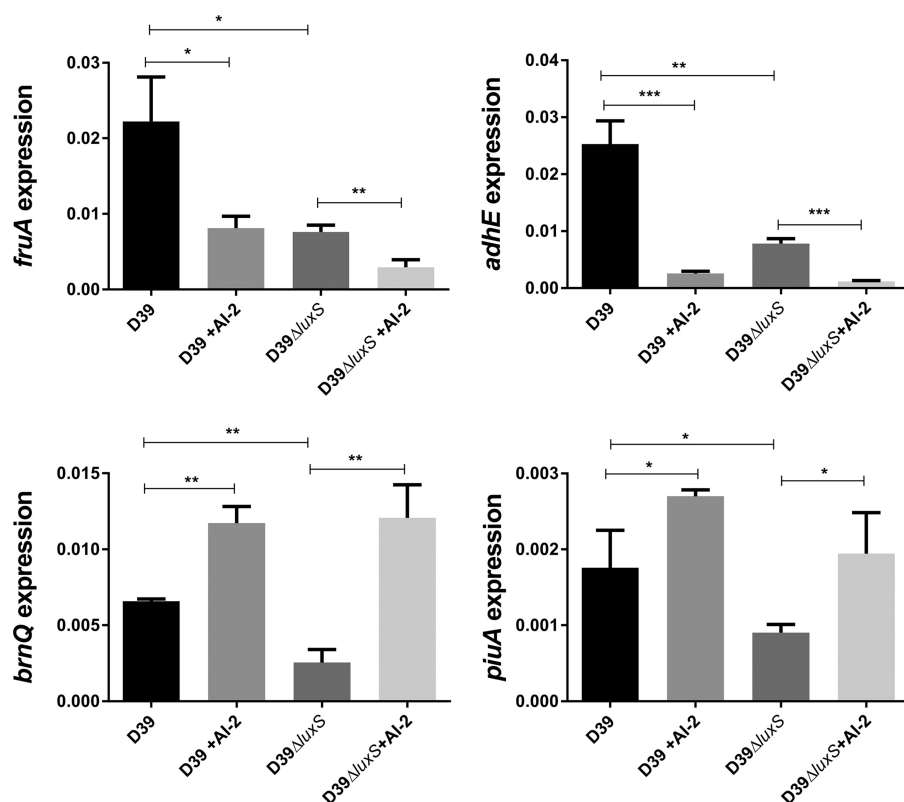 *
*
**
0.03
0.02
0.01
0.00
fruA expression
D39
D39 +AI-2
D39ΔluxS
D39ΔluxS +AI-2
**
***
***
0.04
0.03
0.02
0.01
0.00
adhE expression
D39
D39 +AI-2
D39ΔluxS
D39ΔluxS+AI-2
**
**
**
0.015
0.010
0.005
0.000
brnQ expression
D39
D39 +AI-2
D39ΔluxS
D39ΔluxS+AI-2
*
*
*
0.003
0.002
0.001
0.000
piuA expression
D39
D39 +AI-2
D39ΔluxS
D39ΔluxS+AI-2